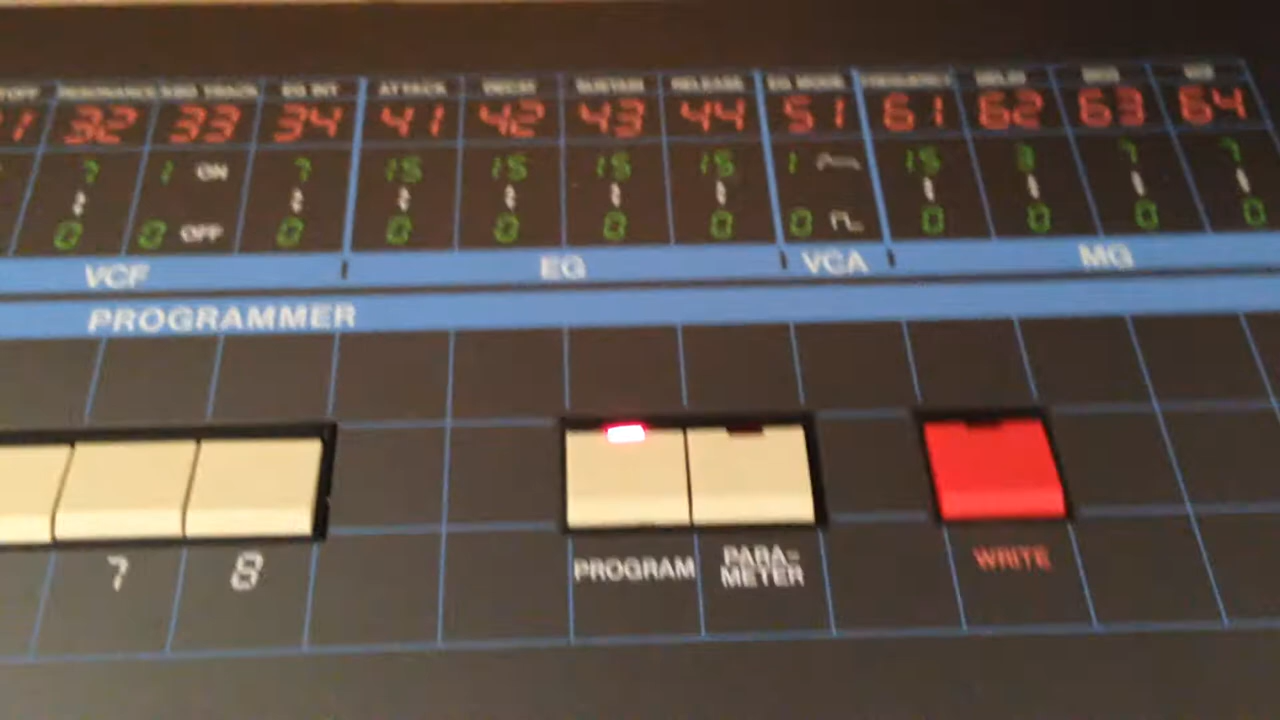 RESONANCE KBD TRACK EG INT ATTACK DECAY SUSTAIN RELEASE EG MODE FREQUENCY DELAY
32 33 34 41 42 43 44 51 61 62 63 64
7 1 ON 7 15 15 15 15 1 15 3 7 7
0 0 OFF 0 0 0 0 0 0 0 0 0 0
VCF EG VCA MG
PROGRAMMER
7 8 PROGRAM PARA-
METER WRITE